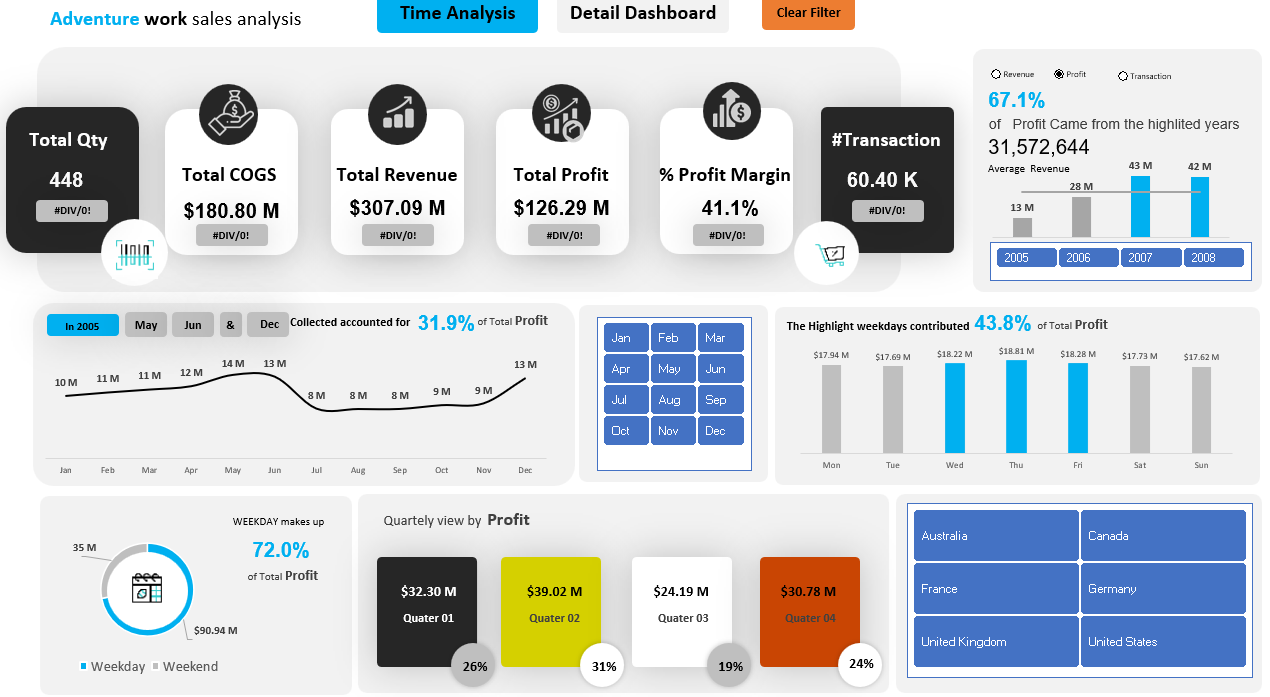 Adventure work sales analysis
Time Analysis
Detail Dashboard
Clear Filter
Total Qty
448
#DIV/0!
Total COGS
$180.80 M
#DIV/0!
Total Revenue
$307.09 M
#DIV/0!
Total Profit
$126.29 M
#DIV/0!
% Profit Margin
41.1%
#DIV/0!
#Transaction
60.40 K
#DIV/0!
Revenue
Profit
Transaction
67.1%
of Profit Came from the highlited years
31,572,644
Average Revenue
13 M
28 M
43 M
42 M
2005
2006
2007
2008
In 2005
May
Jun
&
Dec
Collected accounted for 31.9% of Total Profit
10 M
11 M
11 M
12 M
14 M
13 M
8 M
8 M
8 M
9 M
9 M
13 M
Jan
Feb
Mar
Apr
May
Jun
Jul
Aug
Sep
Oct
Nov
Dec
Jan
Feb
Mar
Apr
May
Jun
Jul
Aug
Sep
Oct
Nov
Dec
The Highlight weekdays contributed 43.8% of Total Profit
$17.94 M
$17.69 M
$18.22 M
$18.81 M
$18.28 M
$17.73 M
$17.62 M
Mon
Tue
Wed
Thu
Fri
Sat
Sun
WEEKDAY makes up
72.0%
of Total Profit
35 M
$90.94 M
Weekday
Weekend
Quartely view by Profit
$32.30 M
Quater 01
26%
$39.02 M
Quater 02
31%
$24.19 M
Quater 03
19%
$30.78 M
Quater 04
24%
Australia
Canada
France
Germany
United Kingdom
United States